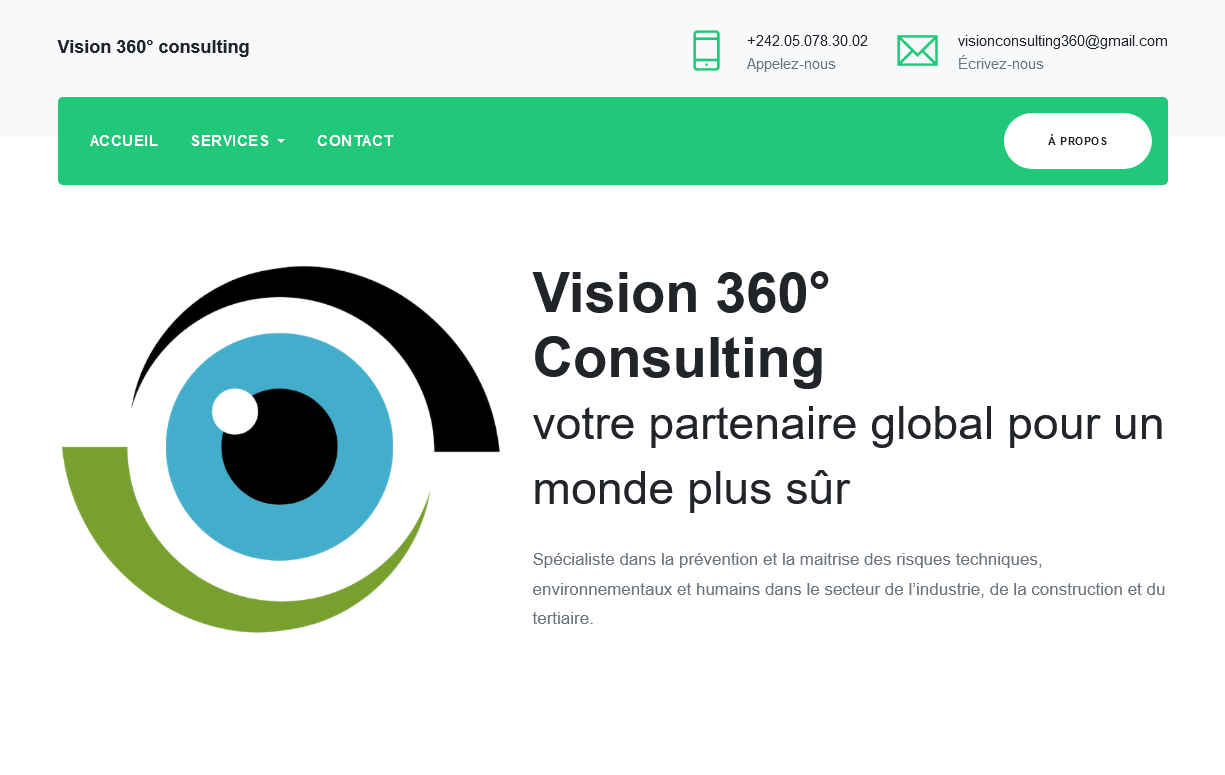 Vision 360° consulting
+242.05.078.30.02
Appelez-nous
visionconsulting360@gmail.com
Écrivez-nous
ACCUEIL
SERVICES
CONTACT
Á PROPOS
Vision 360°
Consulting
votre partenaire global pour un
monde plus sûr
Spécialiste dans la prévention et la maitrise des risques techniques,
environnementaux et humains dans le secteur de l’industrie, de la construction et du
tertiaire.